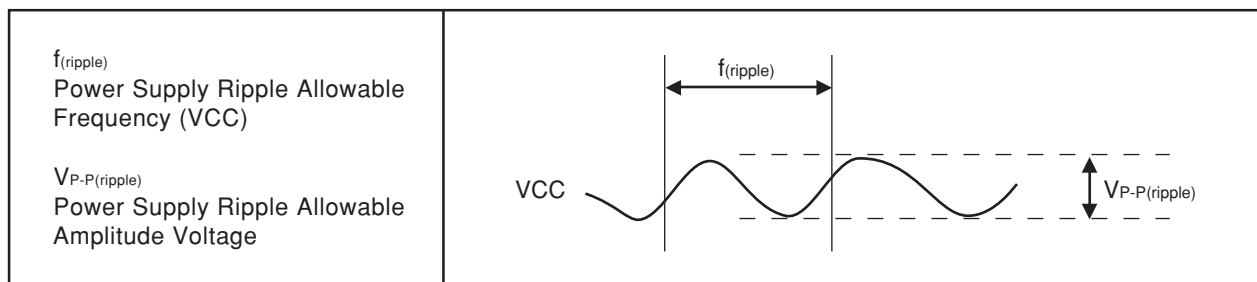 f(ripple)
Power Supply Ripple Allowable
Frequency (VCC)
VP-P(ripple)
Power Supply Ripple Allowable
Amplitude Voltage
f(ripple)
VCC
VP-P(ripple)